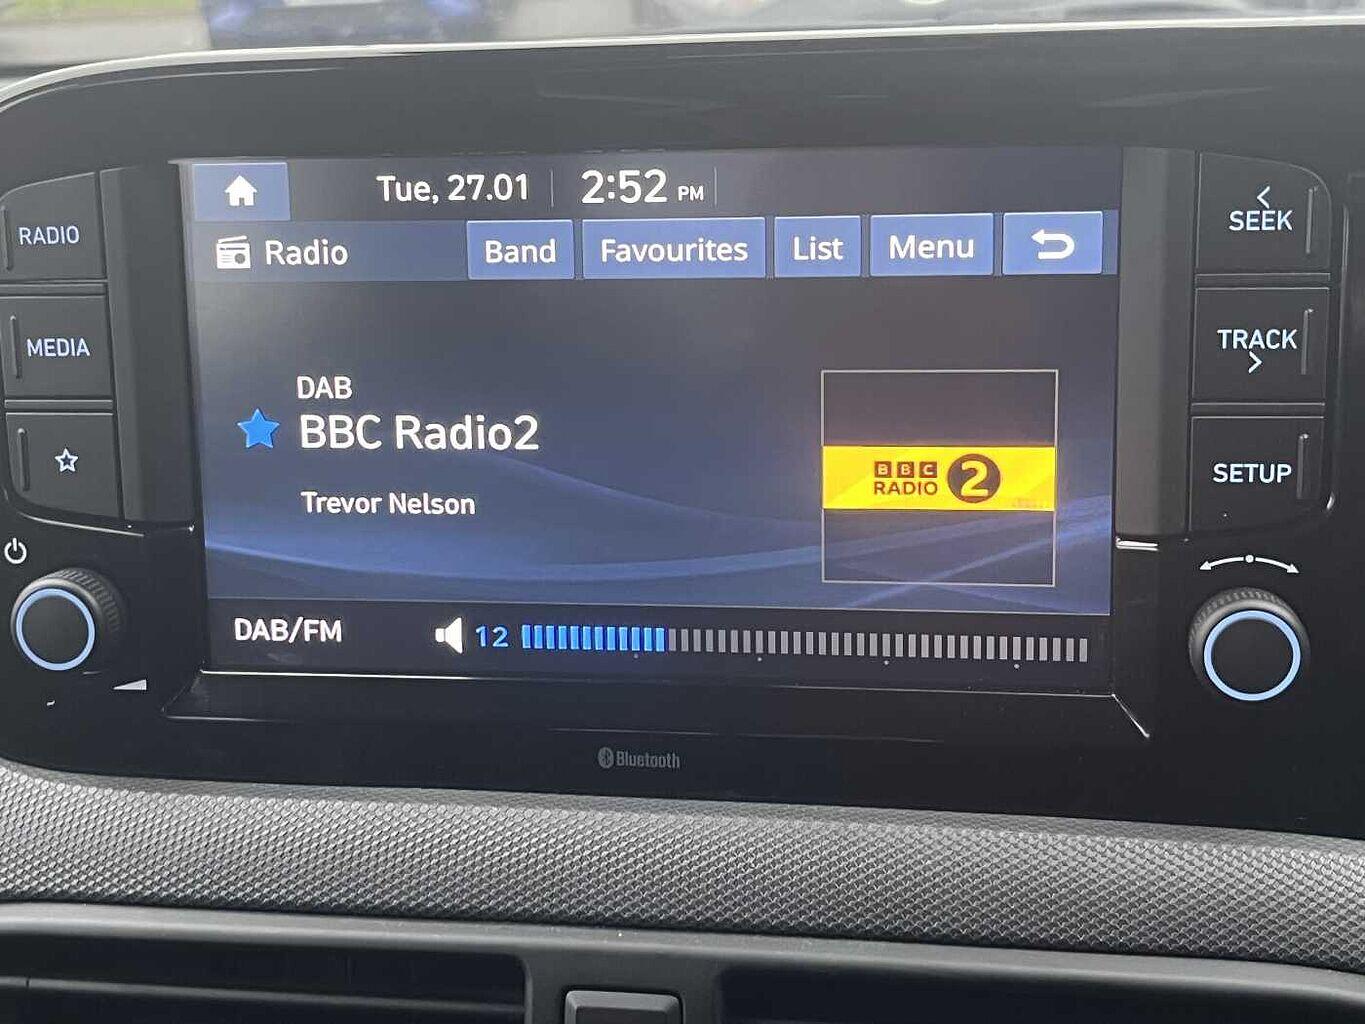 Tue, 27.01 2:52 PM
Radio Band Favourites List Menu
RADIO
MEDIA
DAB
BBC Radio2
Trevor Nelson
BBC
RADIO 2
DAB/FM 12
SEEK
TRACK
SETUP
Bluetooth